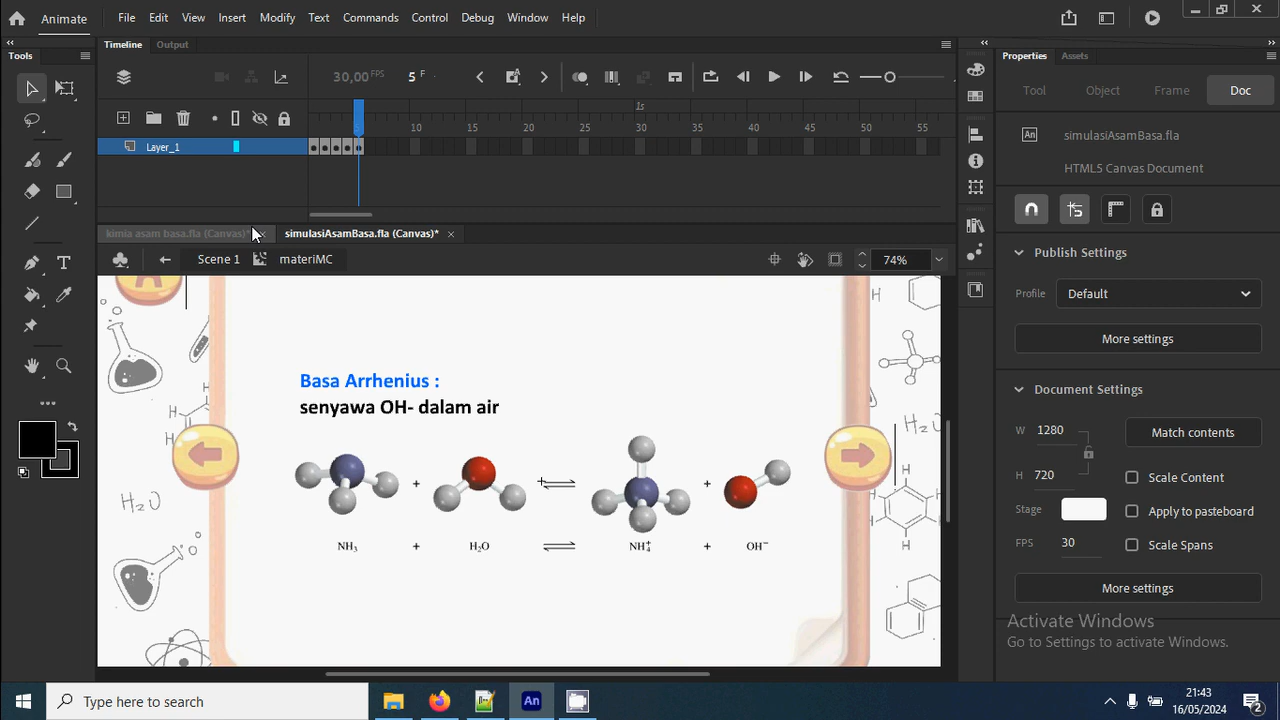 Animate
File Edit View Insert Modify Text Commands Control Debug Window Help
Tools
Timeline Output
30,00 FPS 5 F
1s
5 10 15 20 25 30 35 40 45 50 55
Layer_1
kimia asam basa.fla (Canvas)*
simulasiAsamBasa.fla (Canvas)*
Scene 1 materiMC 74%
Basa Arrhenius :
senyawa OH- dalam air
+ ⇌ +
NH₃ + H₂O ⇌ NH₄⁺ + OH⁻
H
H
H
H₂O
H₂O
H
H
H
Properties Assets
Tool Object Frame Doc
An simulasiAsamBasa.fla
HTML5 Canvas Document
Publish Settings
Profile Default
More settings
Document Settings
W 1280 Match contents
H 720 Scale Content
Stage Apply to pasteboard
FPS 30 Scale Spans
More settings
Activate Windows
Go to Settings to activate Windows.
Type here to search
An
21:43
16/05/2024
2